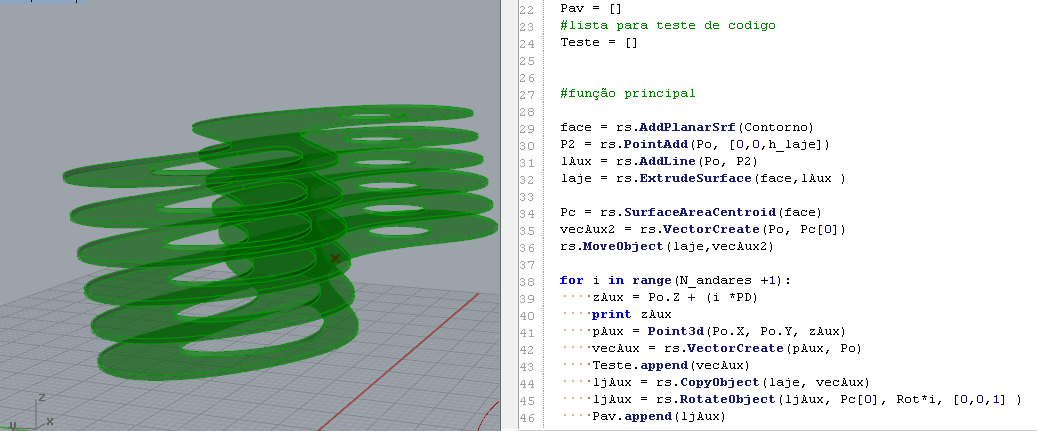 22 Pav = []
23 #lista para teste de codigo
24 Teste = []
25
26
27 #função principal
28
29 face = rs.AddPlanarSrf(Contorno)
30 P2 = rs.PointAdd(Po, [0,0,h_laje])
31 lAux = rs.AddLine(Po, P2)
32 laje = rs.ExtrudeSurface(face,lAux )
33
34 Pc = rs.SurfaceAreaCentroid(face)
35 vecAux2 = rs.VectorCreate(Po, Pc[0])
36 rs.MoveObject(laje,vecAux2)
37
38 for i in range(N_andares +1):
39 ····zAux = Po.Z + (i *PD)
40 ····print zAux
41 ····pAux = Point3d(Po.X, Po.Y, zAux)
42 ····vecAux = rs.VectorCreate(pAux, Po)
43 ····Teste.append(vecAux)
44 ····ljAux = rs.CopyObject(laje, vecAux)
45 ····ljAux = rs.RotateObject(ljAux, Pc[0], Rot*i, [0,0,1] )
46 ····Pav.append(ljAux)
z
y x